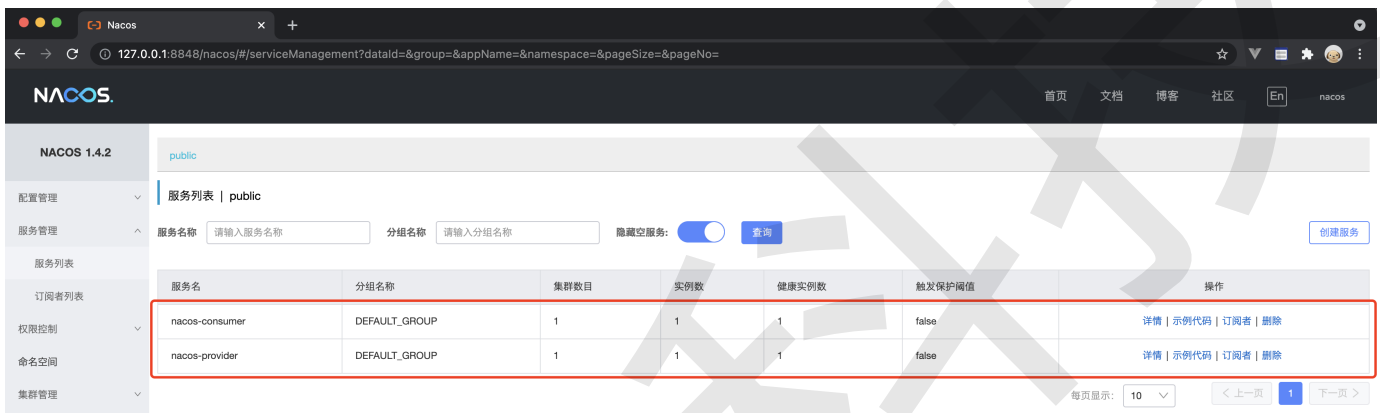 Nacos
127.0.0.1:8848/nacos/#/serviceManagement?dataId=&group=&appName=&namespace=&pageSize=&pageNo=
NACOS. 首页 文档 博客 社区 En nacos
NACOS 1.4.2
public
配置管理
服务列表 | public
服务管理
服务名称 请输入服务名称 分组名称 请输入分组名称 隐藏空服务: 查询 创建服务
服务列表
订阅者列表
服务名 分组名称 集群数目 实例数 健康实例数 触发保护阈值 操作
权限控制
nacos-consumer DEFAULT_GROUP 1 1 1 false 详情 | 示例代码 | 订阅者 | 删除
命名空间
nacos-provider DEFAULT_GROUP 1 1 1 false 详情 | 示例代码 | 订阅者 | 删除
集群管理
每页显示: 10 < 上一页 1 下一页 >